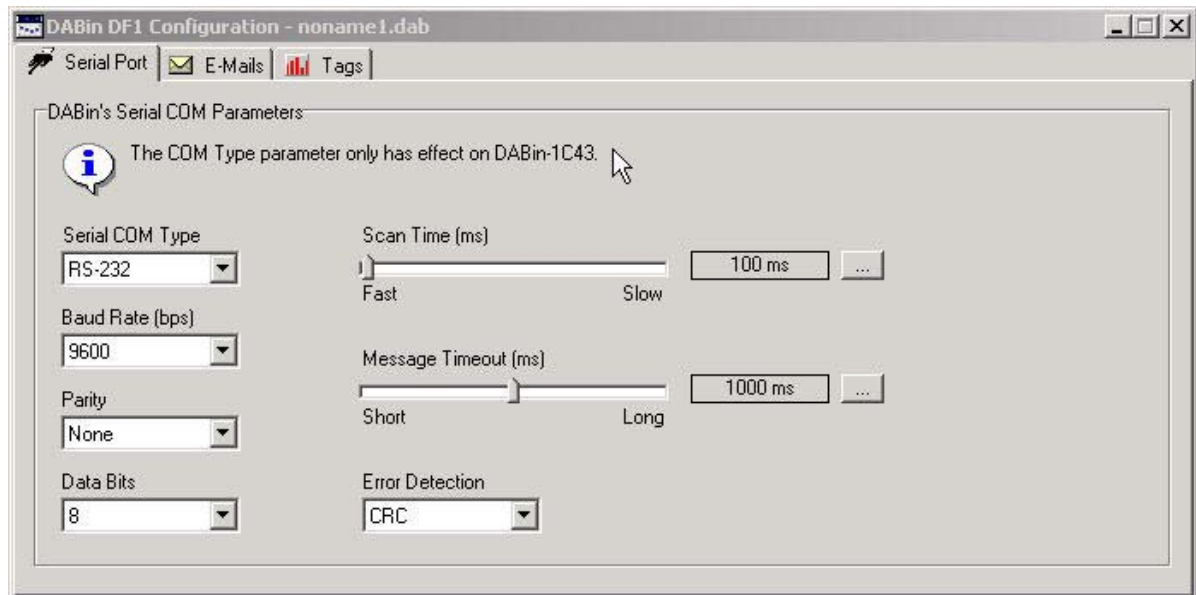 DABin DF1 Configuration - noname1.dab
Serial Port E-Mails Tags
DABin's Serial COM Parameters
The COM Type parameter only has effect on DABin-1C43.
Serial COM Type
RS-232
Scan Time (ms)
100 ms ...
Fast Slow
Baud Rate (bps)
9600
Message Timeout (ms)
1000 ms ...
Short Long
Parity
None
Data Bits
8
Error Detection
CRC